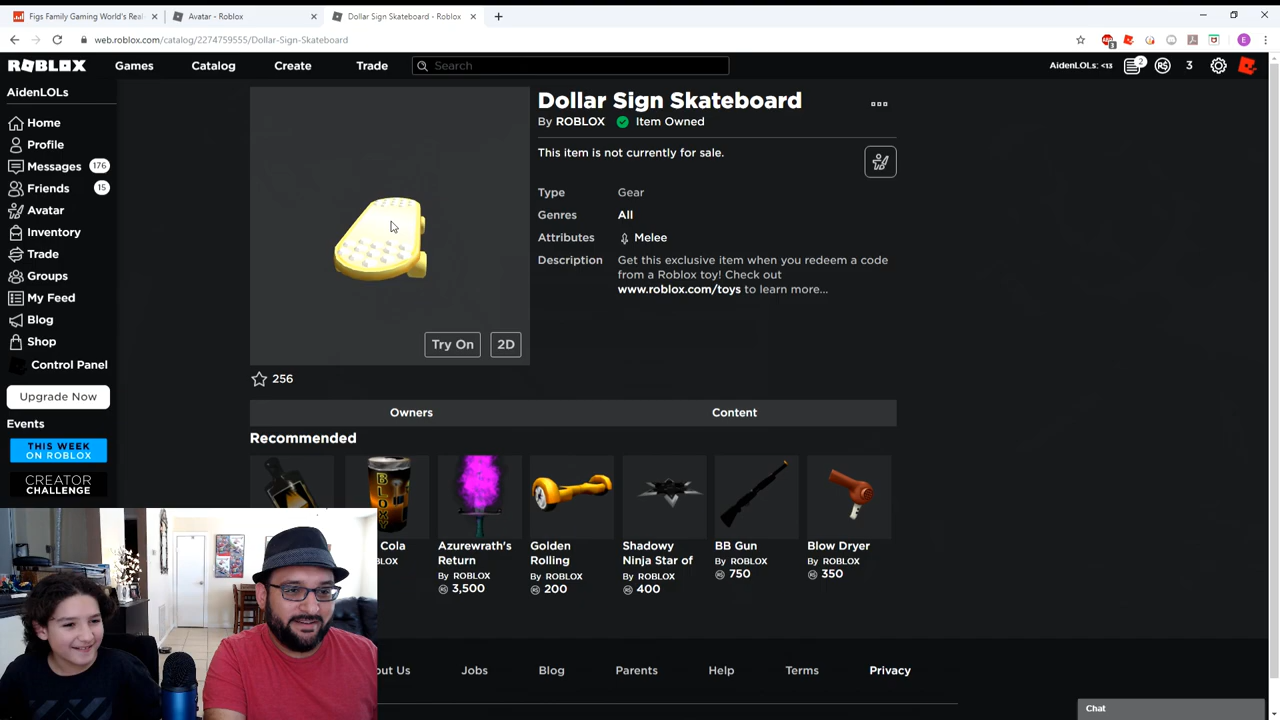 Figs Family Gaming World's Real
Avatar - Roblox
Dollar Sign Skateboard - Roblox
web.roblox.com/catalog/2274759555/Dollar-Sign-Skateboard
3
E
ROBLOX
Games
Catalog
Create
Trade
Search
AidenLOLs: <13
2
3
AidenLOLs
Home
Profile
Messages
176
Friends
15
Avatar
Inventory
Trade
Groups
My Feed
Blog
Shop
Control Panel
Upgrade Now
Events
THIS WEEK
ON ROBLOX
CREATOR
CHALLENGE
Dollar Sign Skateboard
By ROBLOX Item Owned
This item is not currently for sale.
Type Gear
Genres All
Attributes Melee
Description Get this exclusive item when you redeem a code
from a Roblox toy! Check out
www.roblox.com/toys to learn more...
Try On
2D
256
Owners
Content
Recommended
BLOXY
Cola
Azurewrath's
Return
By ROBLOX
3,500
Golden
Rolling
By ROBLOX
200
Shadowy
Ninja Star of
By ROBLOX
400
BB Gun
By ROBLOX
750
Blow Dryer
By ROBLOX
350
Jobs
Blog
Parents
Help
Terms
Privacy
Chat